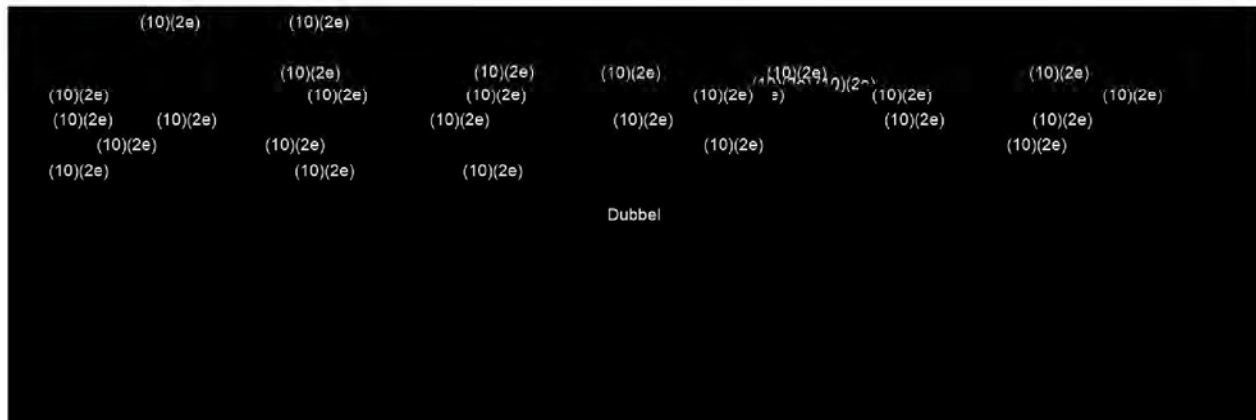 (10)(2e) (10)(2e)
(10)(2e) (10)(2e) (10)(2e) (10)(2e) (10)(2e)
(10)(2e) (10)(2e) (10)(2e) (10)(2e) (10)(2e) (10)(2e)
(10)(2e) (10)(2e) (10)(2e) (10)(2e) (10)(2e) (10)(2e)
(10)(2e) (10)(2e) (10)(2e) (10)(2e)
(10)(2e) (10)(2e) (10)(2e)
Dubbel